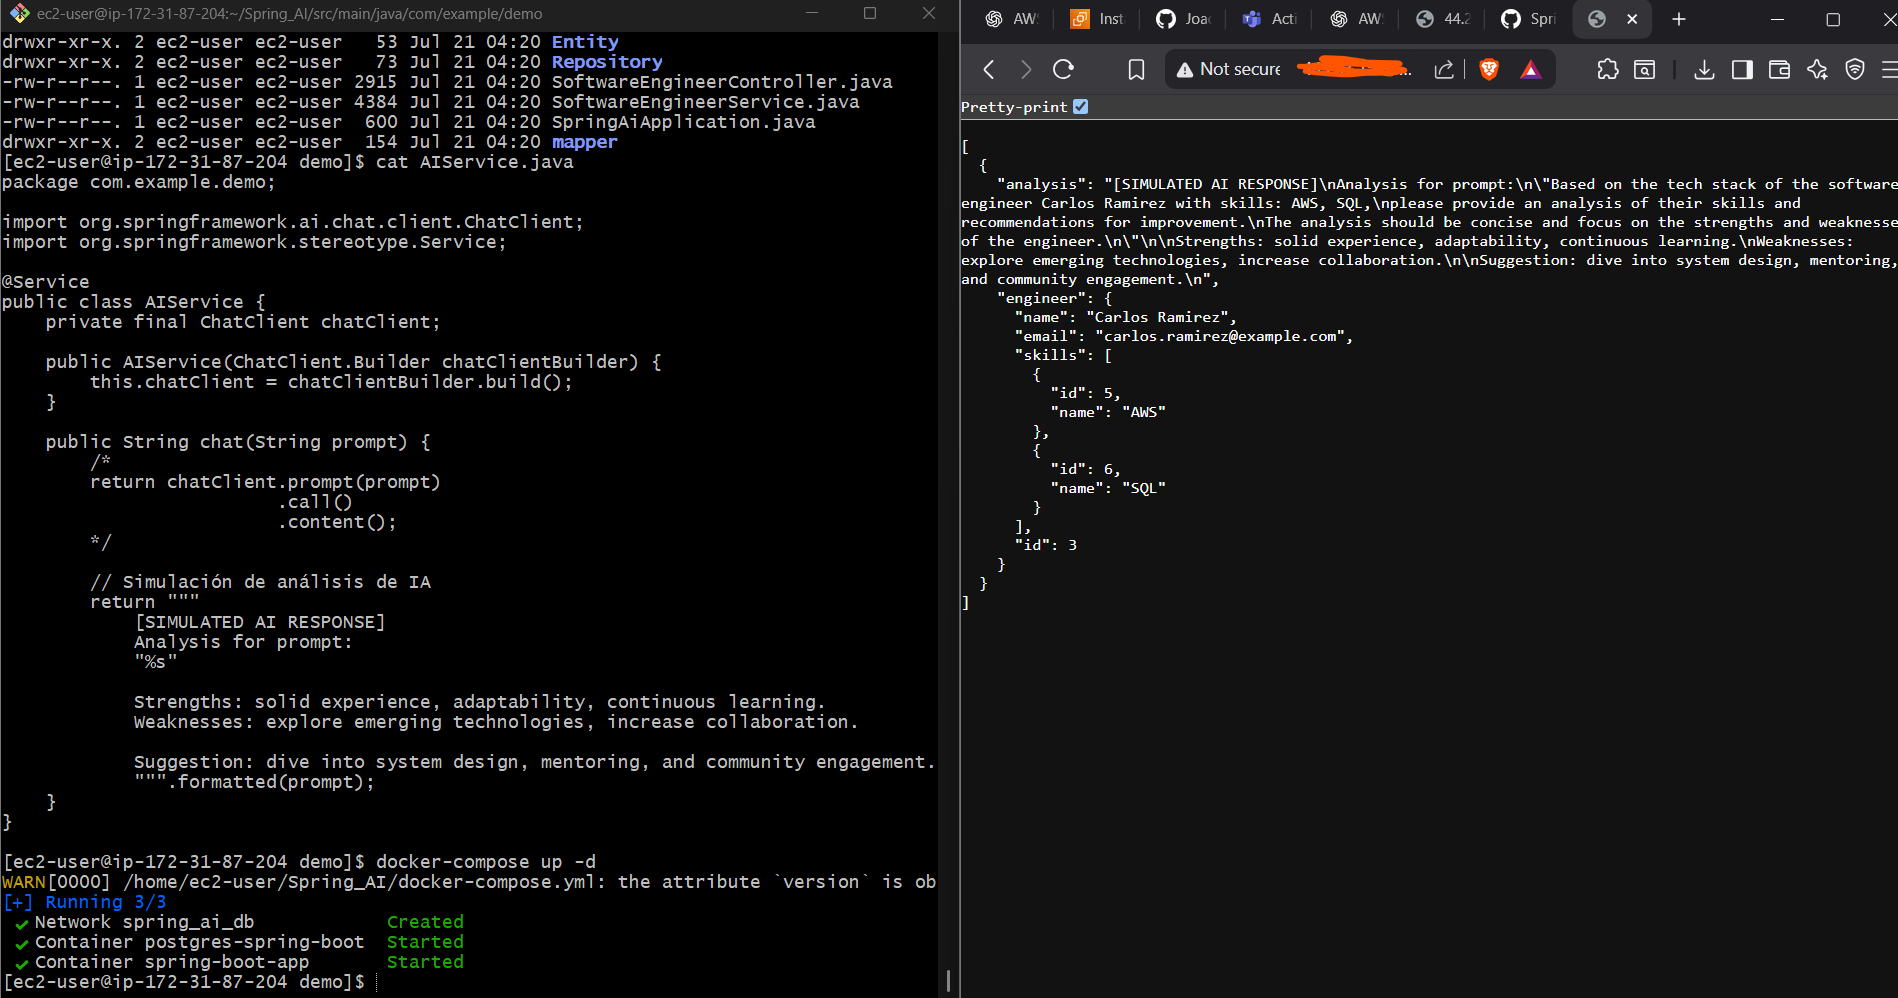 ec2-user@ip-172-31-87-204:~/Spring_AI/src/main/java/com/example/demo
drwxr-xr-x. 2 ec2-user ec2-user   53 Jul 21 04:20 Entity
drwxr-xr-x. 2 ec2-user ec2-user   73 Jul 21 04:20 Repository
-rw-r--r--. 1 ec2-user ec2-user 2915 Jul 21 04:20 SoftwareEngineerController.java
-rw-r--r--. 1 ec2-user ec2-user 4384 Jul 21 04:20 SoftwareEngineerService.java
-rw-r--r--. 1 ec2-user ec2-user  600 Jul 21 04:20 SpringAiApplication.java
drwxr-xr-x. 2 ec2-user ec2-user  154 Jul 21 04:20 mapper
[ec2-user@ip-172-31-87-204 demo]$ cat AIService.java
package com.example.demo;

import org.springframework.ai.chat.client.ChatClient;
import org.springframework.stereotype.Service;

@Service
public class AIService {
    private final ChatClient chatClient;

    public AIService(ChatClient.Builder chatClientBuilder) {
        this.chatClient = chatClientBuilder.build();
    }

    public String chat(String prompt) {
        /*
        return chatClient.prompt(prompt)
                         .call()
                         .content();
        */

        // Simulación de análisis de IA
        return """
            [SIMULATED AI RESPONSE]
            Analysis for prompt:
            "%s"

            Strengths: solid experience, adaptability, continuous learning.
            Weaknesses: explore emerging technologies, increase collaboration.

            Suggestion: dive into system design, mentoring, and community engagement.
            """.formatted(prompt);
    }
}

[ec2-user@ip-172-31-87-204 demo]$ docker-compose up -d
WARN[0000] /home/ec2-user/Spring_AI/docker-compose.yml: the attribute `version` is ob
[+] Running 3/3
 ✔ Network spring_ai_db            Created
 ✔ Container postgres-spring-boot  Started
 ✔ Container spring-boot-app       Started
[ec2-user@ip-172-31-87-204 demo]$
AWS Inst Joac Acti AWS 44.2 Spri
Not secure ...
Pretty-print
[
  {
    "analysis": "[SIMULATED AI RESPONSE]\nAnalysis for prompt:\n\"Based on the tech stack of the software
engineer Carlos Ramirez with skills: AWS, SQL,\nplease provide an analysis of their skills and
recommendations for improvement.\nThe analysis should be concise and focus on the strengths and weaknesse
of the engineer.\n\"\n\nStrengths: solid experience, adaptability, continuous learning.\nWeaknesses:
explore emerging technologies, increase collaboration.\n\nSuggestion: dive into system design, mentoring,
and community engagement.\n",
    "engineer": {
      "name": "Carlos Ramirez",
      "email": "carlos.ramirez@example.com",
      "skills": [
        {
          "id": 5,
          "name": "AWS"
        },
        {
          "id": 6,
          "name": "SQL"
        }
      ],
      "id": 3
    }
  }
]